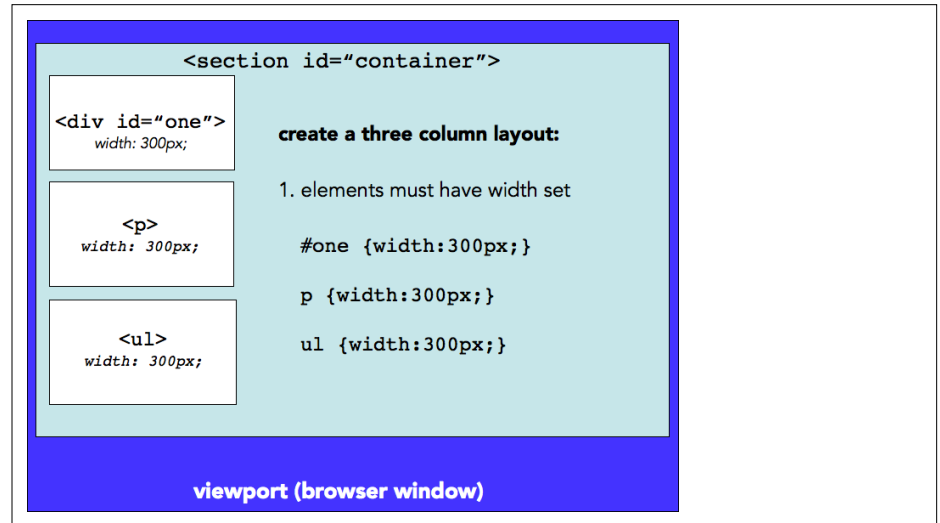 <section id=“container”>
<div id=“one”>
width: 300px;
create a three column layout:
1. elements must have width set
<p>
width: 300px;
#one {width:300px;}
p {width:300px;}
<ul>
width: 300px;
ul {width:300px;}
viewport (browser window)